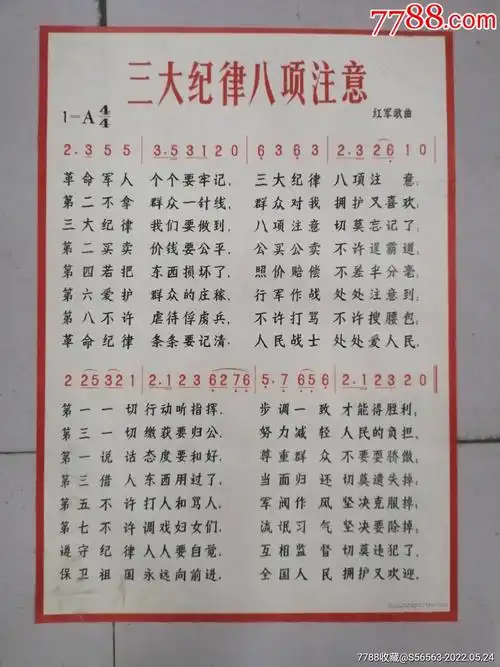 7788.com
三大纪律八项注意
1=A 4/4
红军歌曲
2. 3 5 5 | 3. 5 3 1 2 0 | 6 3 6 3 | 2. 3 2 6 1 0 |
革命军人 个个要牢记, 三大纪律 八项注意;
第二不拿 群众一针线, 群众对我 拥护又喜欢;
三大纪律 我们要做到, 八项注意 切莫忘记了;
第二买卖 价钱要公平, 公买公卖 不许逞霸道;
第四若把 东西损坏了, 照价赔偿 不差半分毫;
第六爱护 群众的庄稼, 行军作战 处处注意到;
第八不许 虐待俘虏兵, 不许打骂 不许搜腰包;
革命纪律 条条要记清, 人民战士 处处爱人民,
2 2 5 3 2 1 | 2. 1 2 3 6 2 7 6 | 5. 7 6 5 6 | 2. 1 2 3 2 0 ‖
第一一切行动听指挥, 步调一致 才能得胜利;
第三一切缴获要归公, 努力减轻 人民的负担,
第一说话态度要和好, 尊重群众 不要耍骄傲;
第三借人东西用过了, 当面归还 切莫遗失掉;
第五不许打人和骂人, 军阀作风 坚决克服掉;
第七不许调戏妇女们, 流氓习气 坚决要除掉;
遵守纪律人人要自觉, 互相监督 切莫违犯了;
保卫祖国永远向前进, 全国人民 拥护又欢迎,
7788收藏@S56563-2022.05.24